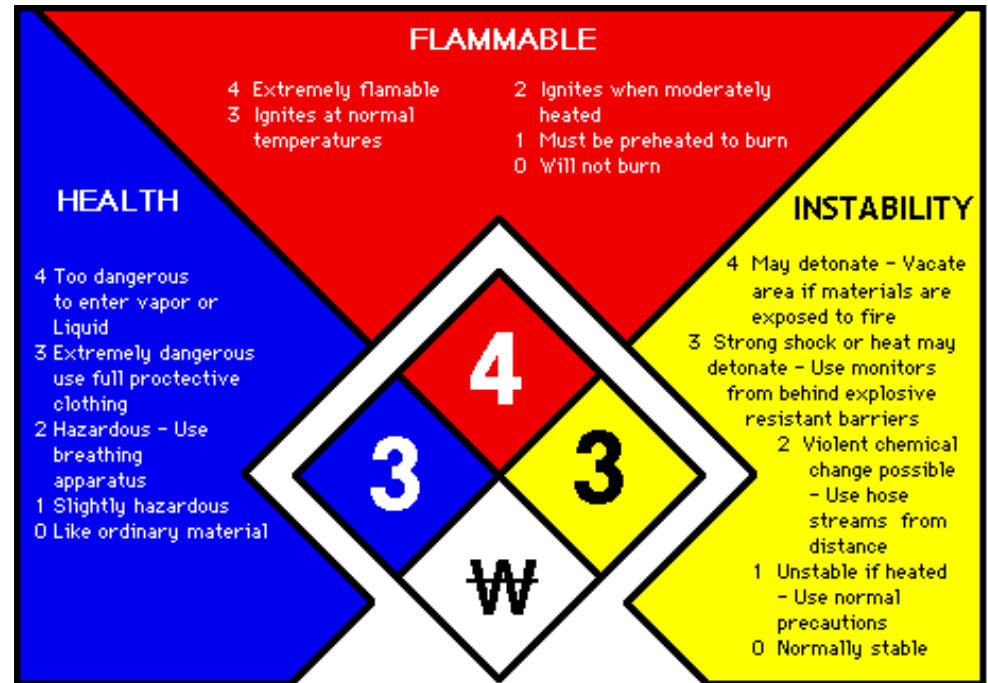 FLAMMABLE
4 Extremely flamable
3 Ignites at normal
temperatures
2 Ignites when moderately
heated
1 Must be preheated to burn
0 Will not burn
HEALTH
4 Too dangerous
to enter vapor or
Liquid
3 Extremely dangerous
use full proctective
clothing
2 Hazardous - Use
breathing
apparatus
1 Slightly hazardous
0 Like ordinary material
INSTABILITY
4 May detonate - Vacate
area if materials are
exposed to fire
3 Strong shock or heat may
detonate - Use monitors
from behind explosive
resistant barriers
2 Violent chemical
change possible
- Use hose
streams from
distance
1 Unstable if heated
- Use normal
precautions
0 Normally stable
4
3
3
W